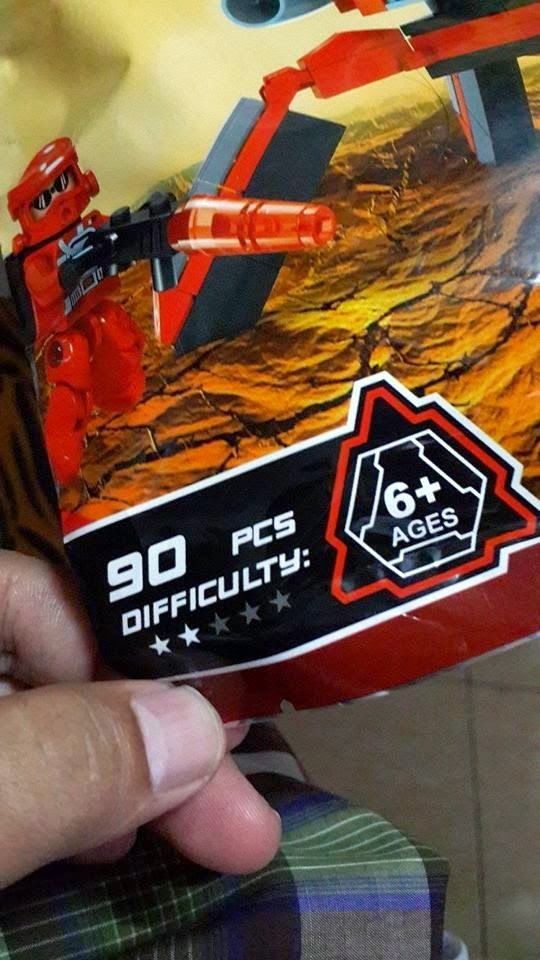 90 PCS
DIFFICULTY:
6+
AGES